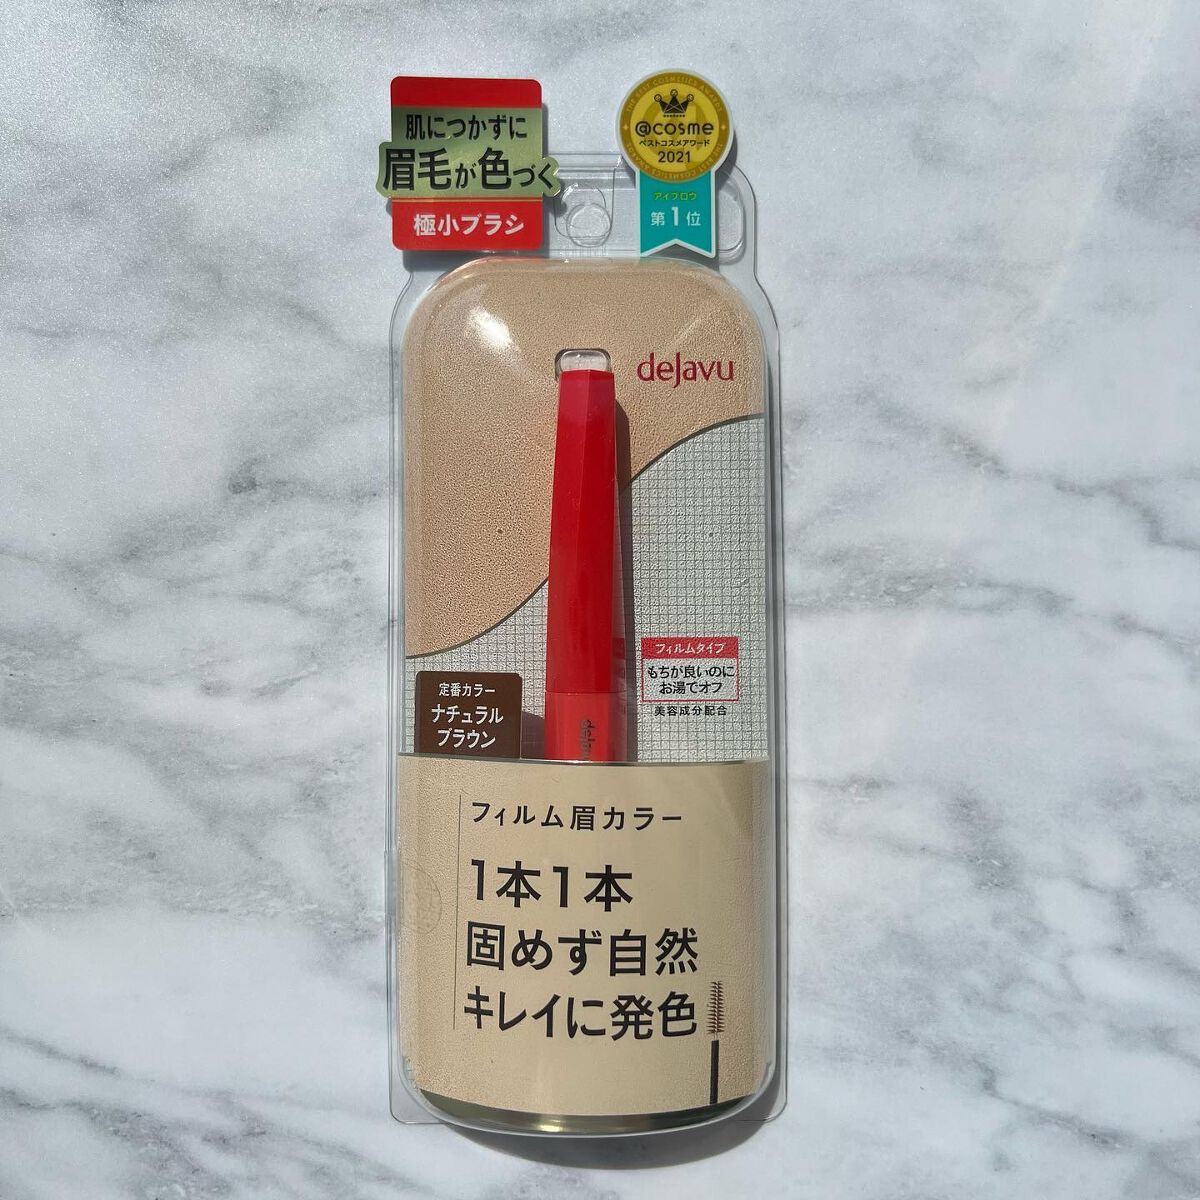 肌につかずに
眉毛が色づく
極小ブラシ
@cosme
ベストコスメアワード
2021
アイブロウ
第1位
dejavu
フィルムタイプ
もちが良いのに
お湯でオフ
美容成分配合
定番カラー
ナチュラル
ブラウン
フィルム眉カラー
1本1本
固めず自然
キレイに発色